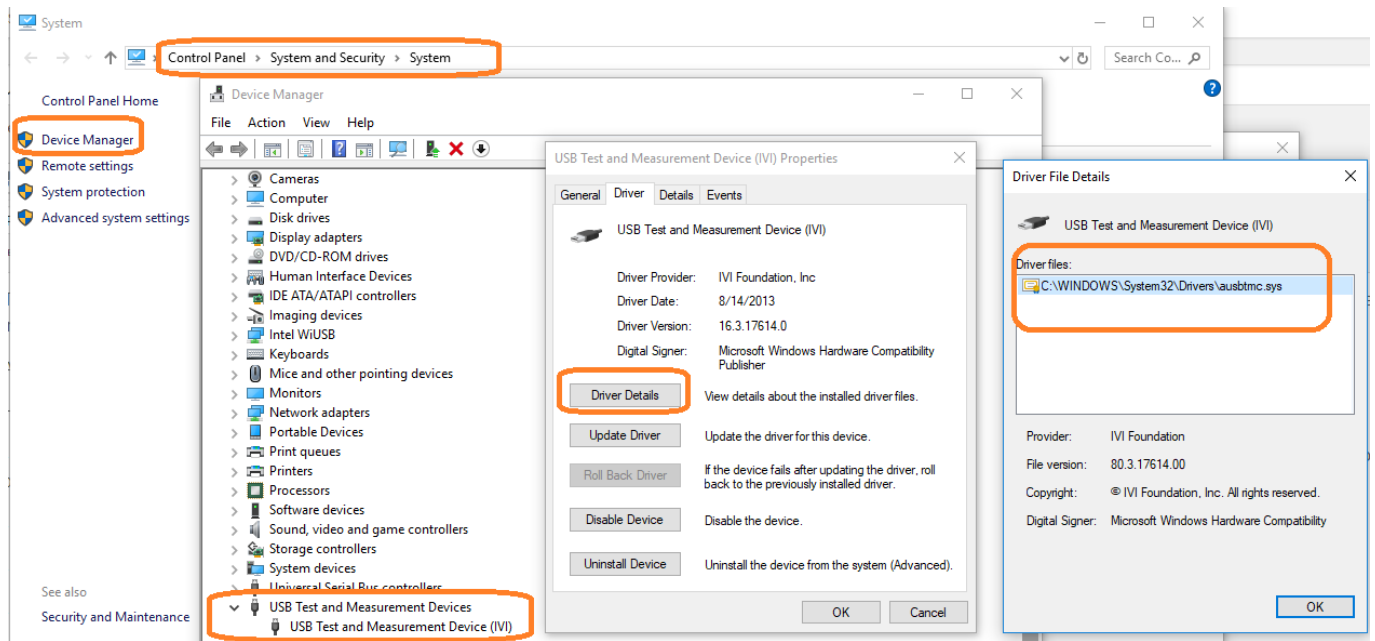 System
Control Panel > System and Security > System
Search Co...
Control Panel Home
Device Manager
Remote settings
System protection
Advanced system settings
See also
Security and Maintenance
Device Manager
File Action View Help
Cameras
Computer
Disk drives
Display adapters
DVD/CD-ROM drives
Human Interface Devices
IDE ATA/ATAPI controllers
Imaging devices
Intel WiUSB
Keyboards
Mice and other pointing devices
Monitors
Network adapters
Portable Devices
Print queues
Printers
Processors
Software devices
Sound, video and game controllers
Storage controllers
System devices
Universal Serial Bus controllers
USB Test and Measurement Devices
USB Test and Measurement Device (IVI)
USB Test and Measurement Device (IVI) Properties
General Driver Details Events
USB Test and Measurement Device (IVI)
Driver Provider: IVI Foundation, Inc
Driver Date: 8/14/2013
Driver Version: 16.3.17614.0
Digital Signer: Microsoft Windows Hardware Compatibility
Publisher
Driver Details View details about the installed driver files.
Update Driver Update the driver for this device.
Roll Back Driver If the device fails after updating the driver, roll
back to the previously installed driver.
Disable Device Disable the device.
Uninstall Device Uninstall the device from the system (Advanced).
OK Cancel
Driver File Details
USB Test and Measurement Device (IVI)
Driver files:
C:\WINDOWS\System32\Drivers\ausbtmc.sys
Provider: IVI Foundation
File version: 80.3.17614.00
Copyright: © IVI Foundation, Inc. All rights reserved.
Digital Signer: Microsoft Windows Hardware Compatibility
OK